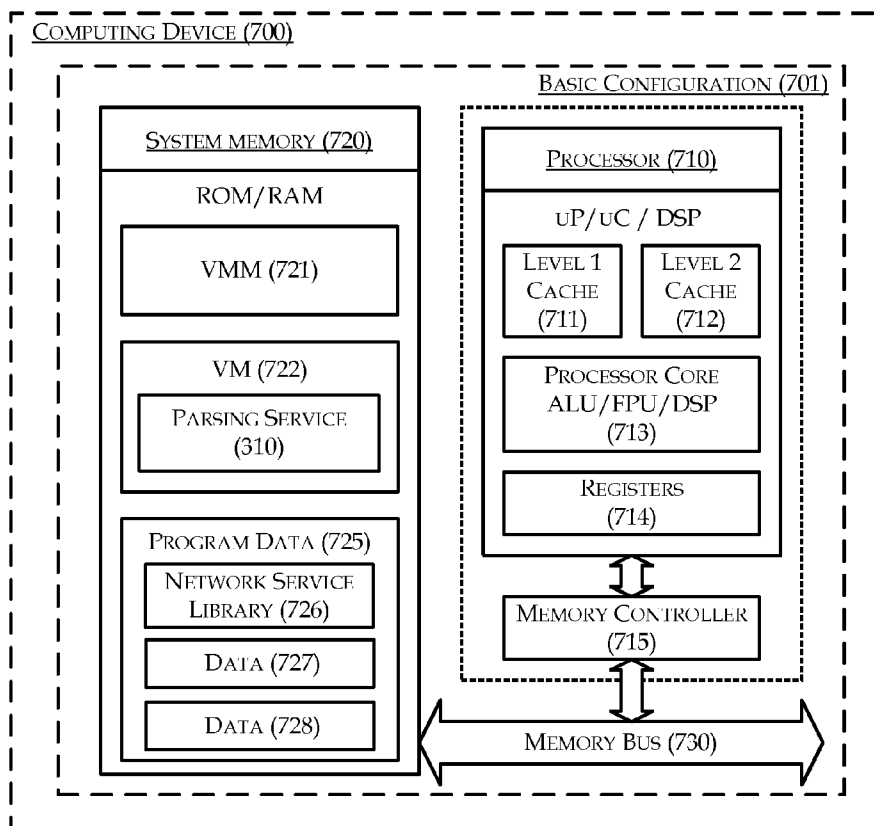 COMPUTING DEVICE (700)
BASIC CONFIGURATION (701)
SYSTEM MEMORY (720)
ROM/RAM
VMM (721)
VM (722)
PARSING SERVICE
(310)
PROGRAM DATA (725)
NETWORK SERVICE
LIBRARY (726)
DATA (727)
DATA (728)
PROCESSOR (710)
UP/UC / DSP
LEVEL 1
CACHE
(711)
LEVEL 2
CACHE
(712)
PROCESSOR CORE
ALU/FPU/DSP
(713)
REGISTERS
(714)
MEMORY CONTROLLER
(715)
MEMORY BUS (730)